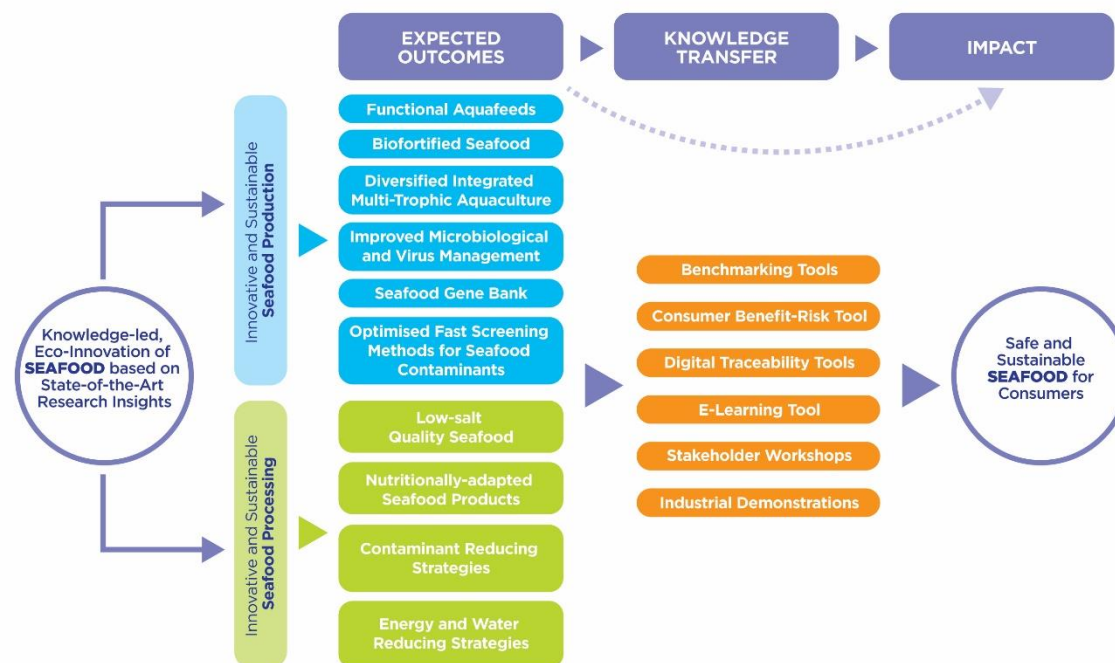 EXPECTED
OUTCOMES
KNOWLEDGE
TRANSFER
IMPACT
Knowledge-led,
Eco-Innovation of
SEAFOOD based on
State-of-the-Art
Research Insights
Innovative and Sustainable
Seafood Production
Functional Aquafeeds
Biofortified Seafood
Diversified Integrated
Multi-Trophic Aquaculture
Improved Microbiological
and Virus Management
Seafood Gene Bank
Optimised Fast Screening
Methods for Seafood
Contaminants
Innovative and Sustainable
Seafood Processing
Low-salt
Quality Seafood
Nutritionally-adapted
Seafood Products
Contaminant Reducing
Strategies
Energy and Water
Reducing Strategies
Benchmarking Tools
Consumer Benefit-Risk Tool
Digital Traceability Tools
E-Learning Tool
Stakeholder Workshops
Industrial Demonstrations
Safe and
Sustainable
SEAFOOD for
Consumers